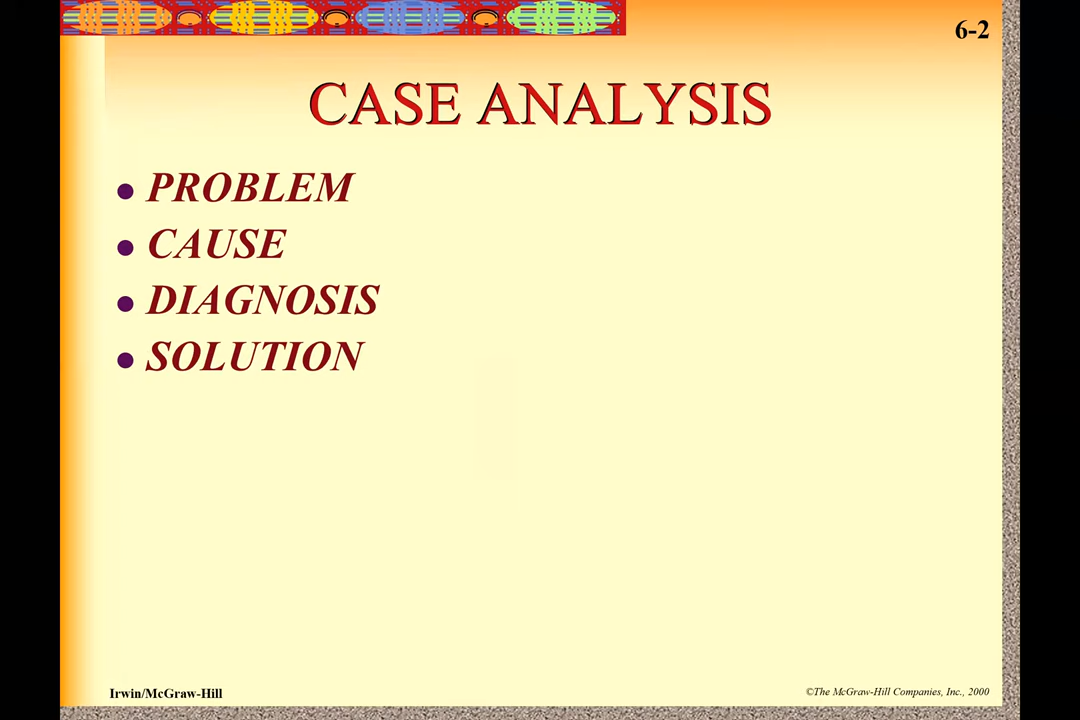 6-2
CASE ANALYSIS
PROBLEM
CAUSE
DIAGNOSIS
SOLUTION
Irwin/McGraw-Hill
©The McGraw-Hill Companies, Inc., 2000